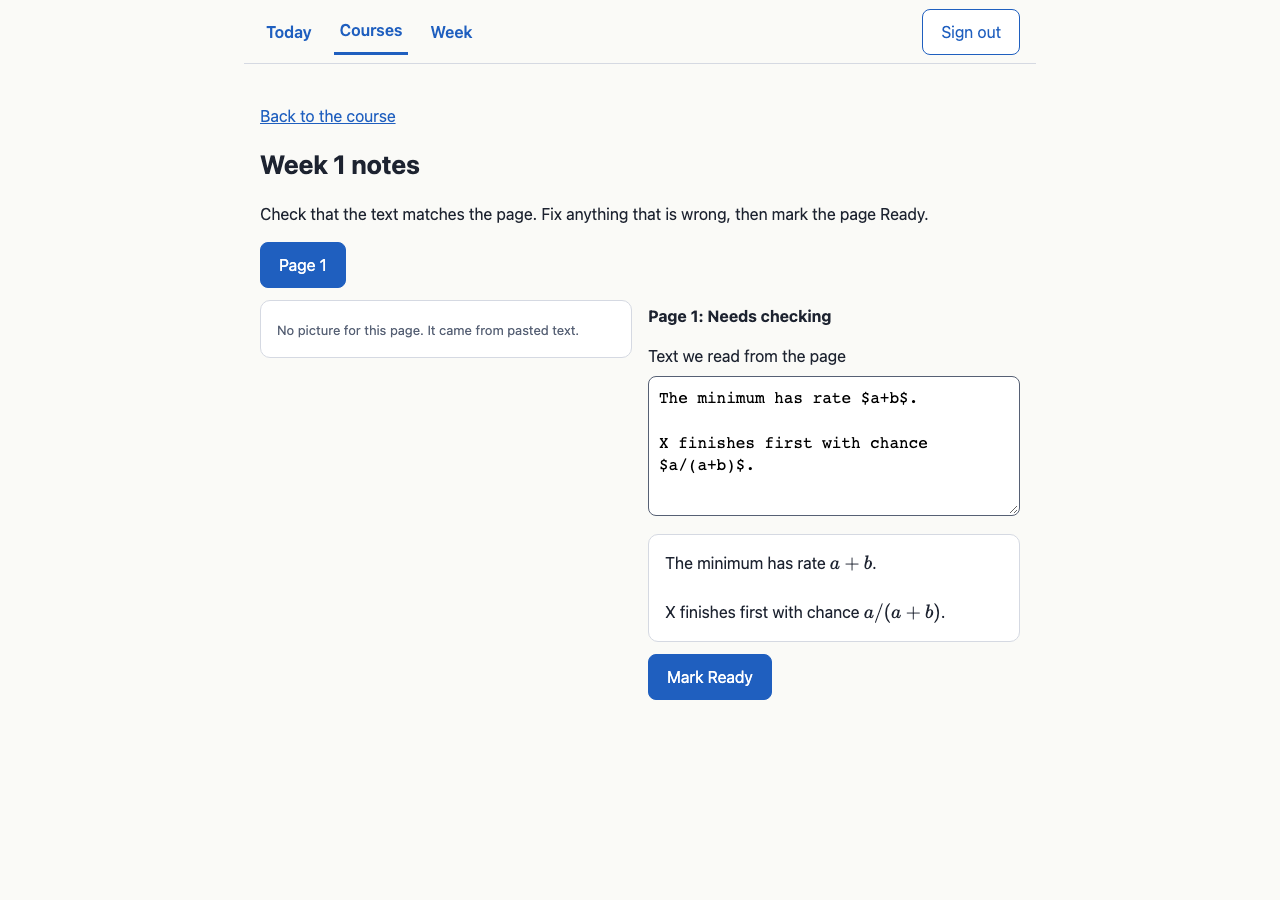 Today Courses Week Sign out
Back to the course
Week 1 notes
Check that the text matches the page. Fix anything that is wrong, then mark the page Ready.
Page 1
No picture for this page. It came from pasted text.
Page 1: Needs checking
Text we read from the page
The minimum has rate $a+b$.
X finishes first with chance
$a/(a+b)$.
The minimum has rate a + b.
X finishes first with chance a/(a + b).
Mark Ready